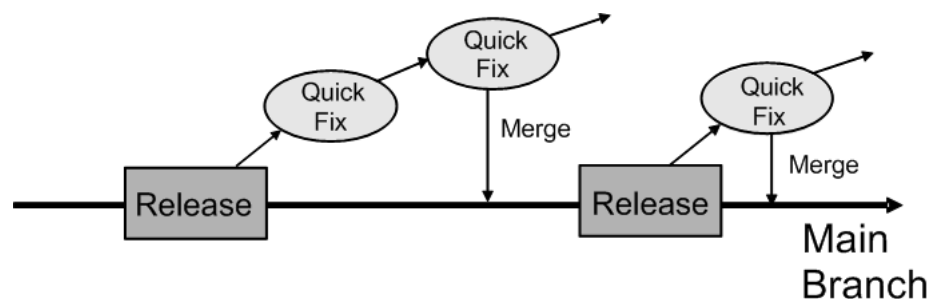 Quick
Fix
Quick
Fix
Merge
Release
Quick
Fix
Merge
Release
Main
Branch